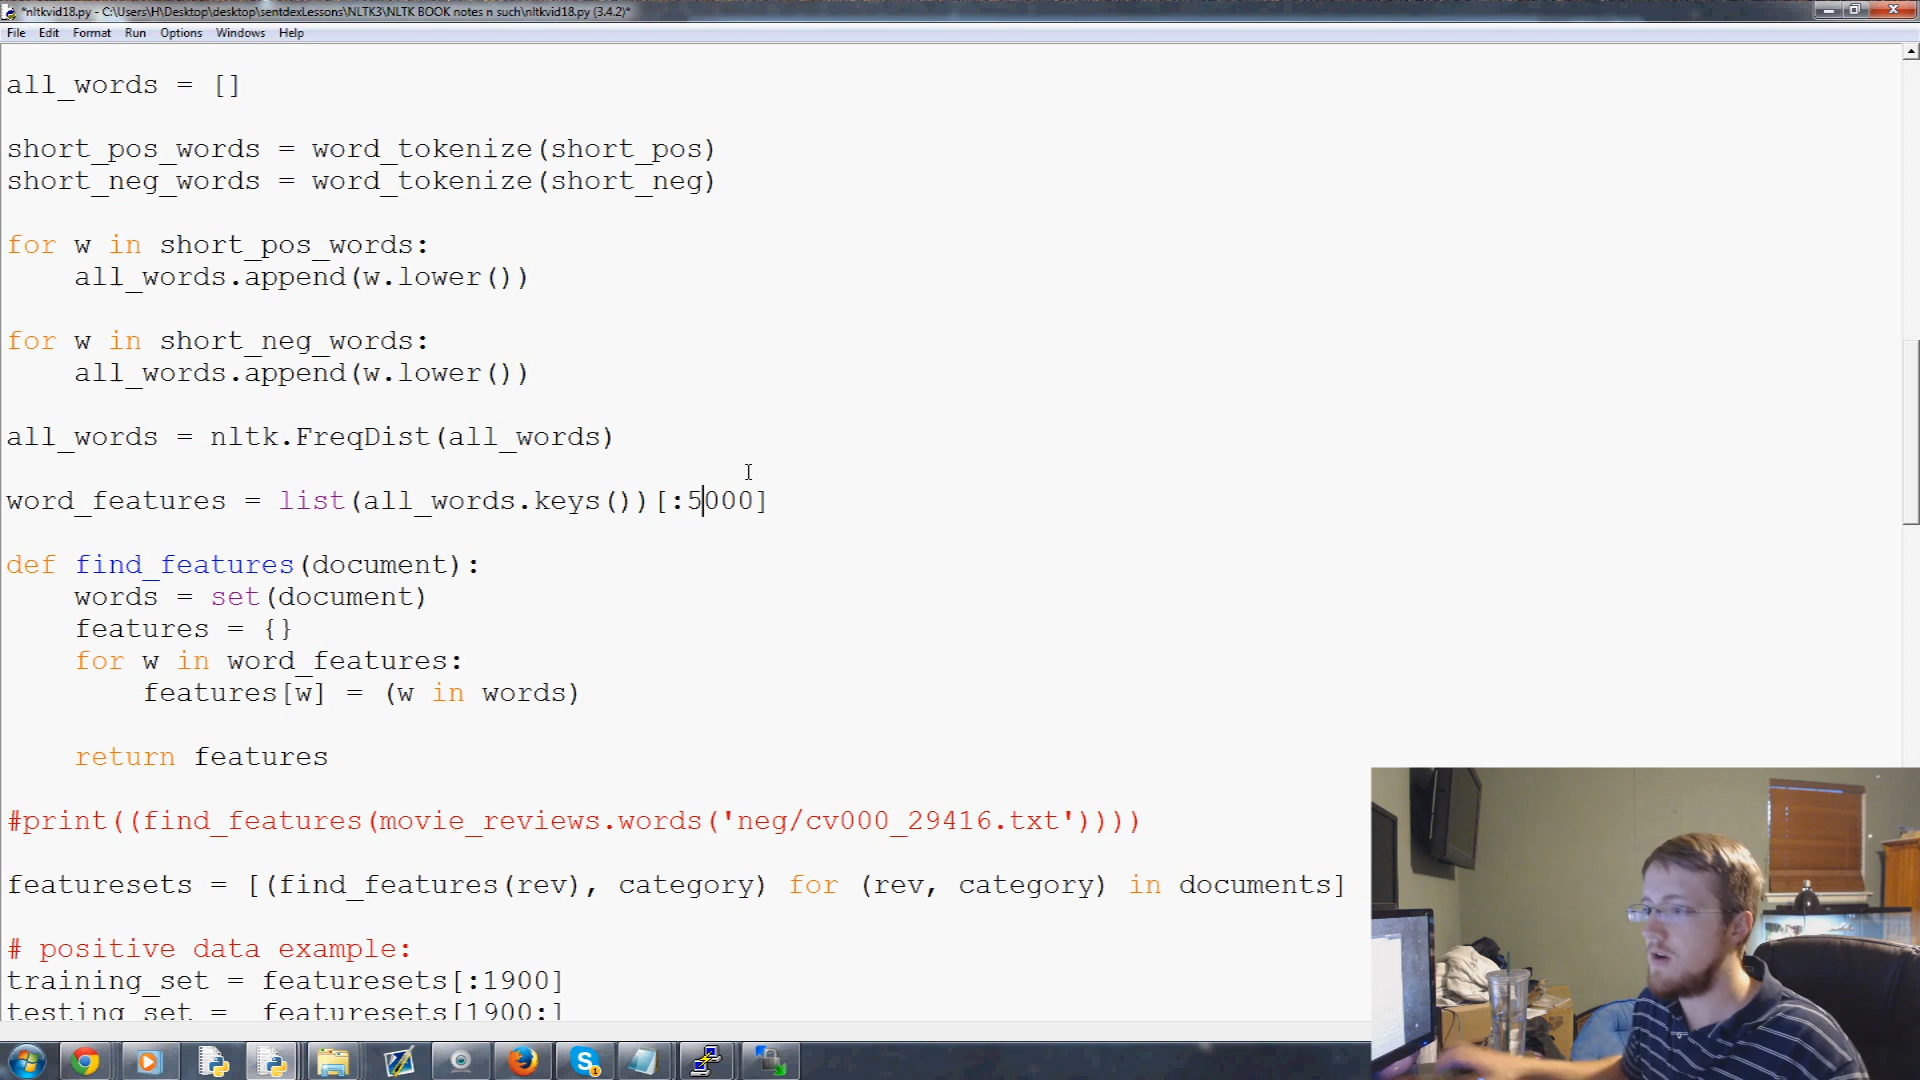 *nltkvid18.py - C:\Users\H\Desktop\desktop\sentdexLessons\NLTK3\NLTK BOOK notes n such\nltkvid18.py (3.4.2)*
File Edit Format Run Options Windows Help
all_words = []
short_pos_words = word_tokenize(short_pos)
short_neg_words = word_tokenize(short_neg)
for w in short_pos_words:
    all_words.append(w.lower())
for w in short_neg_words:
    all_words.append(w.lower())
all_words = nltk.FreqDist(all_words)
word_features = list(all_words.keys())[:5000]
def find_features(document):
    words = set(document)
    features = {}
    for w in word_features:
        features[w] = (w in words)
    return features
#print((find_features(movie_reviews.words('neg/cv000_29416.txt'))))
featuresets = [(find_features(rev), category) for (rev, category) in documents]
# positive data example:
training_set = featuresets[:1900]
testing_set =  featuresets[1900:]